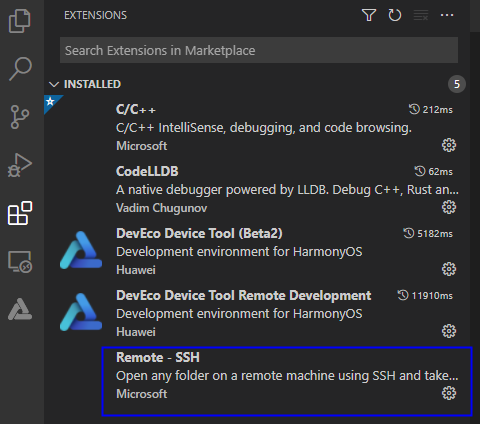 EXTENSIONS
Search Extensions in Marketplace
INSTALLED 5
C/C++ 212ms
C/C++ IntelliSense, debugging, and code browsing.
Microsoft
CodeLLDB 62ms
A native debugger powered by LLDB. Debug C++, Rust an...
Vadim Chugunov
DevEco Device Tool (Beta2) 5182ms
Development environment for HarmonyOS
Huawei
DevEco Device Tool Remote Development 11910ms
Development environment for HarmonyOS
Huawei
Remote - SSH
Open any folder on a remote machine using SSH and take...
Microsoft